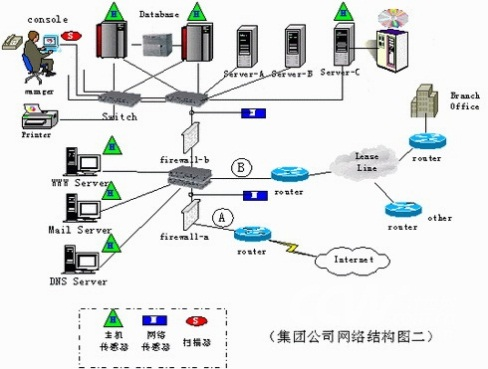 console
Database
H
H
H
S
manager
Server-A
Server-B
Server-C
Switch
Printer
Branch
Office
firewall-b
H
WWW Server
B
router
Lease
Line
router
H
Mail Server
A
firewall-a
router
other
router
H
DNS Server
Internet
H
S
主机
传感器
网络
传感器
扫描器
(集团公司网络结构图二)